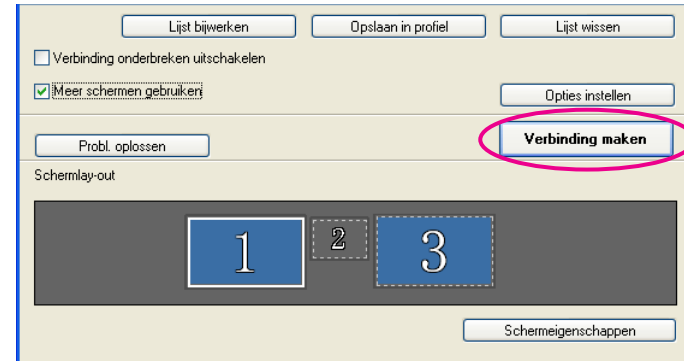 Lijst bijwerken Opslaan in profiel Lijst wissen
Verbinding onderbreken uitschakelen
Meer schermen gebruiken
Opties instellen
Probl. oplossen Verbinding maken
Schermlay-out
1 2 3
Schermeigenschappen